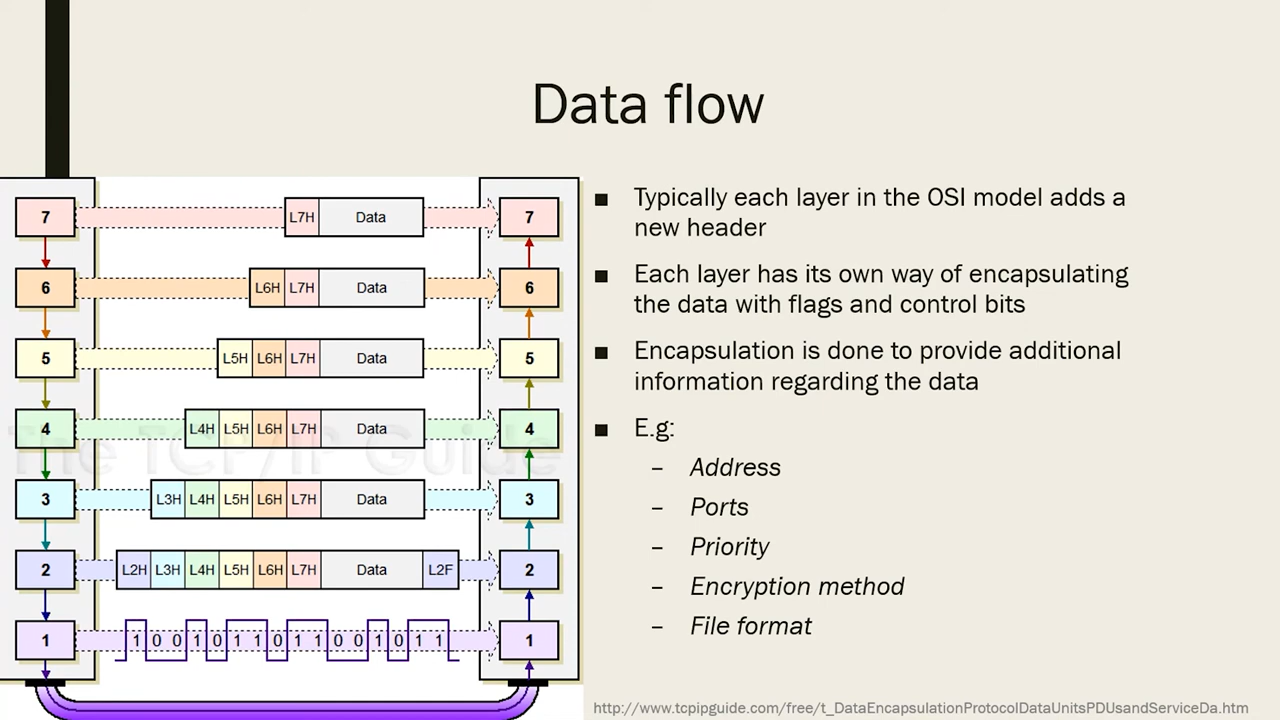 Data flow
7 L7H Data 7
6 L6H L7H Data 6
5 L5H L6H L7H Data 5
4 L4H L5H L6H L7H Data 4
The TCP/IP Guide
3 L3H L4H L5H L6H L7H Data 3
2 L2H L3H L4H L5H L6H L7H Data L2F 2
1 1 0 0 1 0 1 1 0 1 1 0 0 1 0 1 1 1
■ Typically each layer in the OSI model adds a
new header
■ Each layer has its own way of encapsulating
the data with flags and control bits
■ Encapsulation is done to provide additional
information regarding the data
■ E.g:
– Address
– Ports
– Priority
– Encryption method
– File format
http://www.tcpipguide.com/free/t_DataEncapsulationProtocolDataUnitsPDUsandServiceDa.htm